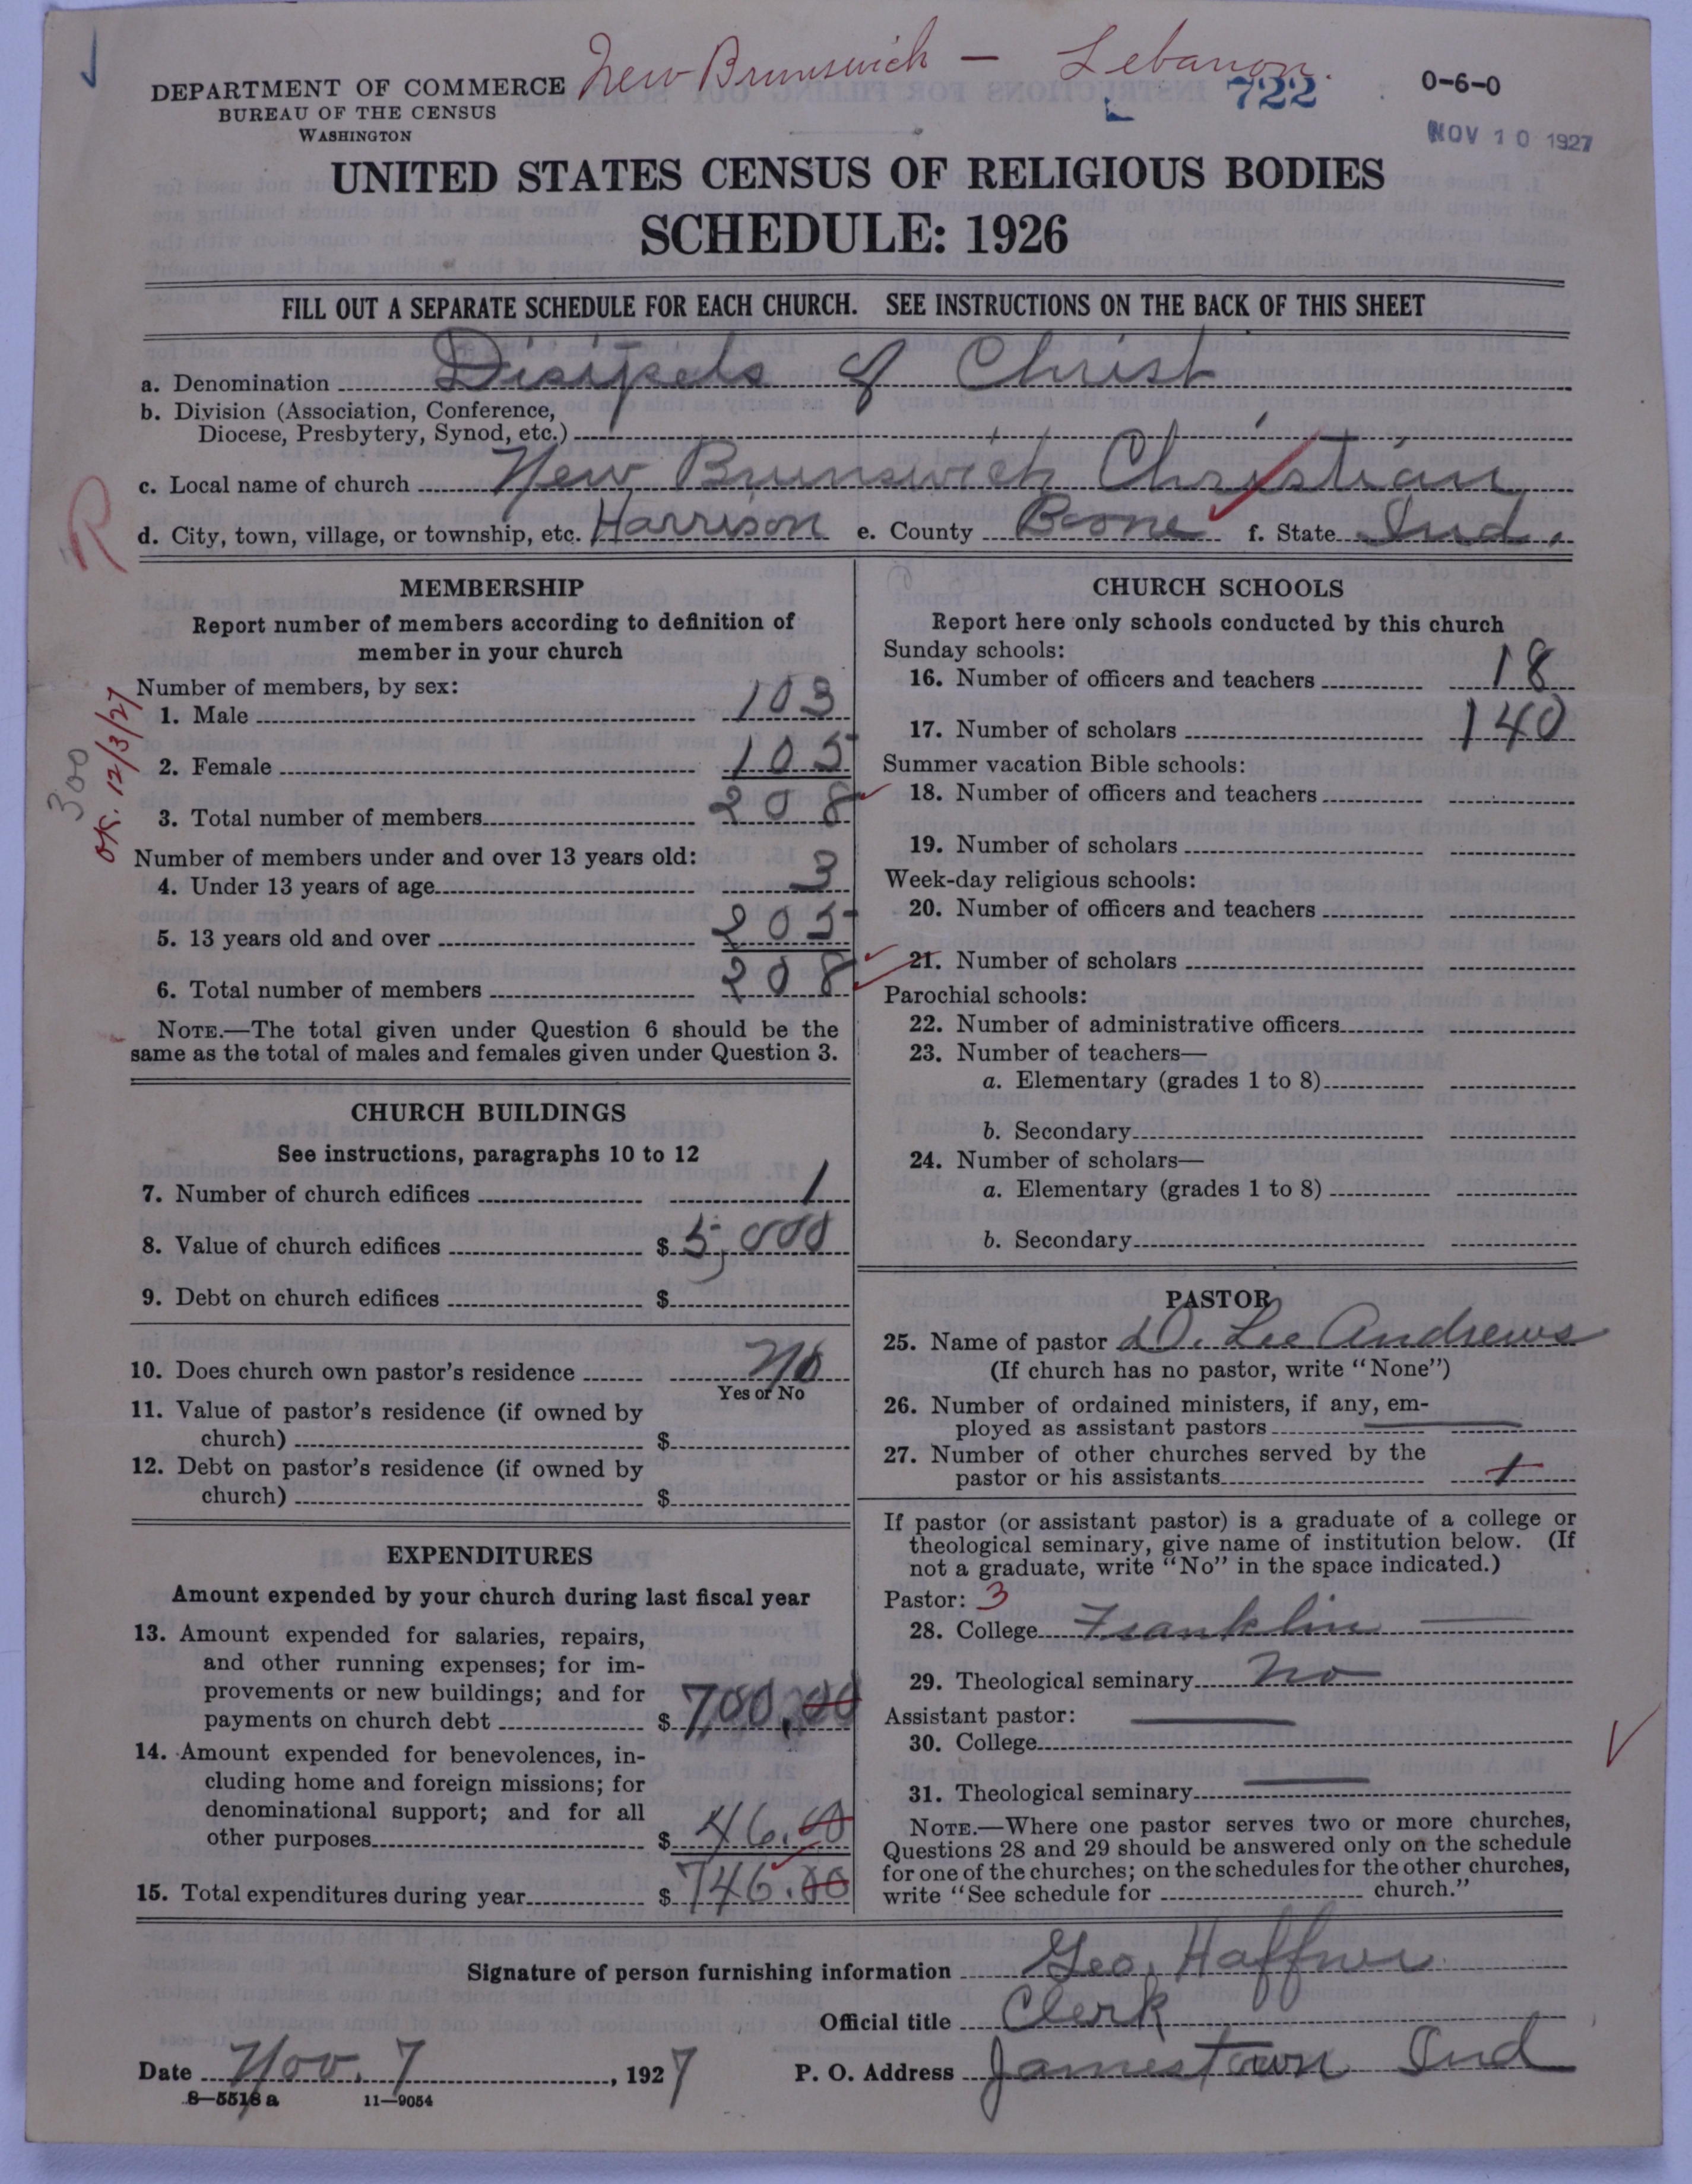 New Brunswick – Lebanon.
DEPARTMENT OF COMMERCE
BUREAU OF THE CENSUS
WASHINGTON
L 722
0-6-0
NOV 10 1927
UNITED STATES CENSUS OF RELIGIOUS BODIES
SCHEDULE: 1926
FILL OUT A SEPARATE SCHEDULE FOR EACH CHURCH. SEE INSTRUCTIONS ON THE BACK OF THIS SHEET
a. Denomination Disipels of Christ
b. Division (Association, Conference,
Diocese, Presbytery, Synod, etc.)
c. Local name of church New Brunswick Christian
R
d. City, town, village, or township, etc. Harrison e. County Boone f. State Ind.
MEMBERSHIP
Report number of members according to definition of
member in your church
Number of members, by sex:
1. Male 103
2. Female 105
3. Total number of members 208
300
OK. 12/3/27
Number of members under and over 13 years old:
4. Under 13 years of age 3
5. 13 years old and over 205
6. Total number of members 208
NOTE.—The total given under Question 6 should be the
same as the total of males and females given under Question 3.
CHURCH BUILDINGS
See instructions, paragraphs 10 to 12
7. Number of church edifices 1
8. Value of church edifices $ 5,000
9. Debt on church edifices $
10. Does church own pastor's residence No
Yes or No
11. Value of pastor's residence (if owned by
church) $
12. Debt on pastor's residence (if owned by
church) $
EXPENDITURES
Amount expended by your church during last fiscal year
13. Amount expended for salaries, repairs,
and other running expenses; for im-
provements or new buildings; and for
payments on church debt $ 700.00
14. Amount expended for benevolences, in-
cluding home and foreign missions; for
denominational support; and for all
other purposes $ 46.00
15. Total expenditures during year $ 746.00
CHURCH SCHOOLS
Report here only schools conducted by this church
Sunday schools:
16. Number of officers and teachers 18
17. Number of scholars 140
Summer vacation Bible schools:
18. Number of officers and teachers
19. Number of scholars
Week-day religious schools:
20. Number of officers and teachers
21. Number of scholars
Parochial schools:
22. Number of administrative officers
23. Number of teachers—
a. Elementary (grades 1 to 8)
b. Secondary
24. Number of scholars—
a. Elementary (grades 1 to 8)
b. Secondary
PASTOR
25. Name of pastor D. Lee Andrews
(If church has no pastor, write "None")
26. Number of ordained ministers, if any, em-
ployed as assistant pastors
27. Number of other churches served by the
pastor or his assistants 1
If pastor (or assistant pastor) is a graduate of a college or
theological seminary, give name of institution below. (If
not a graduate, write "No" in the space indicated.)
Pastor: 3
28. College Franklin
29. Theological seminary No
Assistant pastor:
30. College
31. Theological seminary
NOTE.—Where one pastor serves two or more churches,
Questions 28 and 29 should be answered only on the schedule
for one of the churches; on the schedules for the other churches,
write "See schedule for church."
Signature of person furnishing information Geo. Haffner
Official title Clerk
Date Nov. 7, 1927 P. O. Address Jamestown Ind
8—5518 a 11—9054